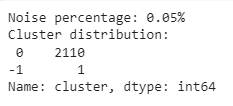 Noise percentage: 0.05%
Cluster distribution:
 0    2110
-1       1
Name: cluster, dtype: int64